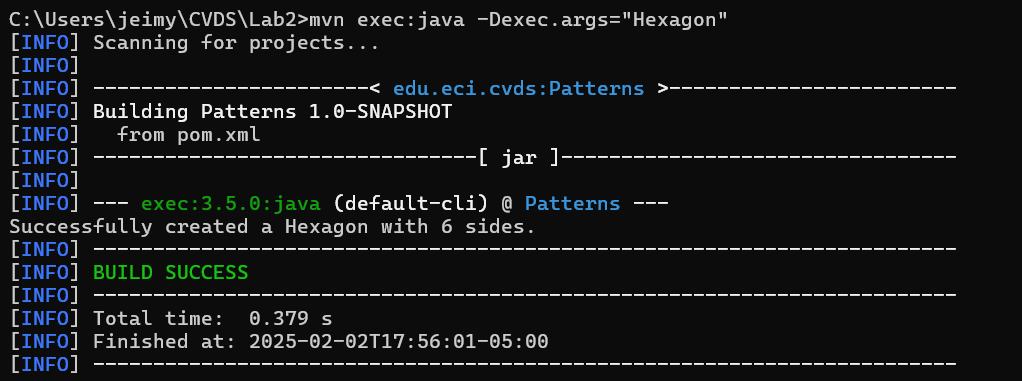 C:\Users\jeimy\CVDS\Lab2>mvn exec:java -Dexec.args="Hexagon"
[INFO] Scanning for projects...
[INFO]
[INFO] -----------------------< edu.eci.cvds:Patterns >------------------------
[INFO] Building Patterns 1.0-SNAPSHOT
[INFO]   from pom.xml
[INFO] --------------------------------[ jar ]---------------------------------
[INFO]
[INFO] --- exec:3.5.0:java (default-cli) @ Patterns ---
Successfully created a Hexagon with 6 sides.
[INFO] ------------------------------------------------------------------------
[INFO] BUILD SUCCESS
[INFO] ------------------------------------------------------------------------
[INFO] Total time:  0.379 s
[INFO] Finished at: 2025-02-02T17:56:01-05:00
[INFO] ------------------------------------------------------------------------